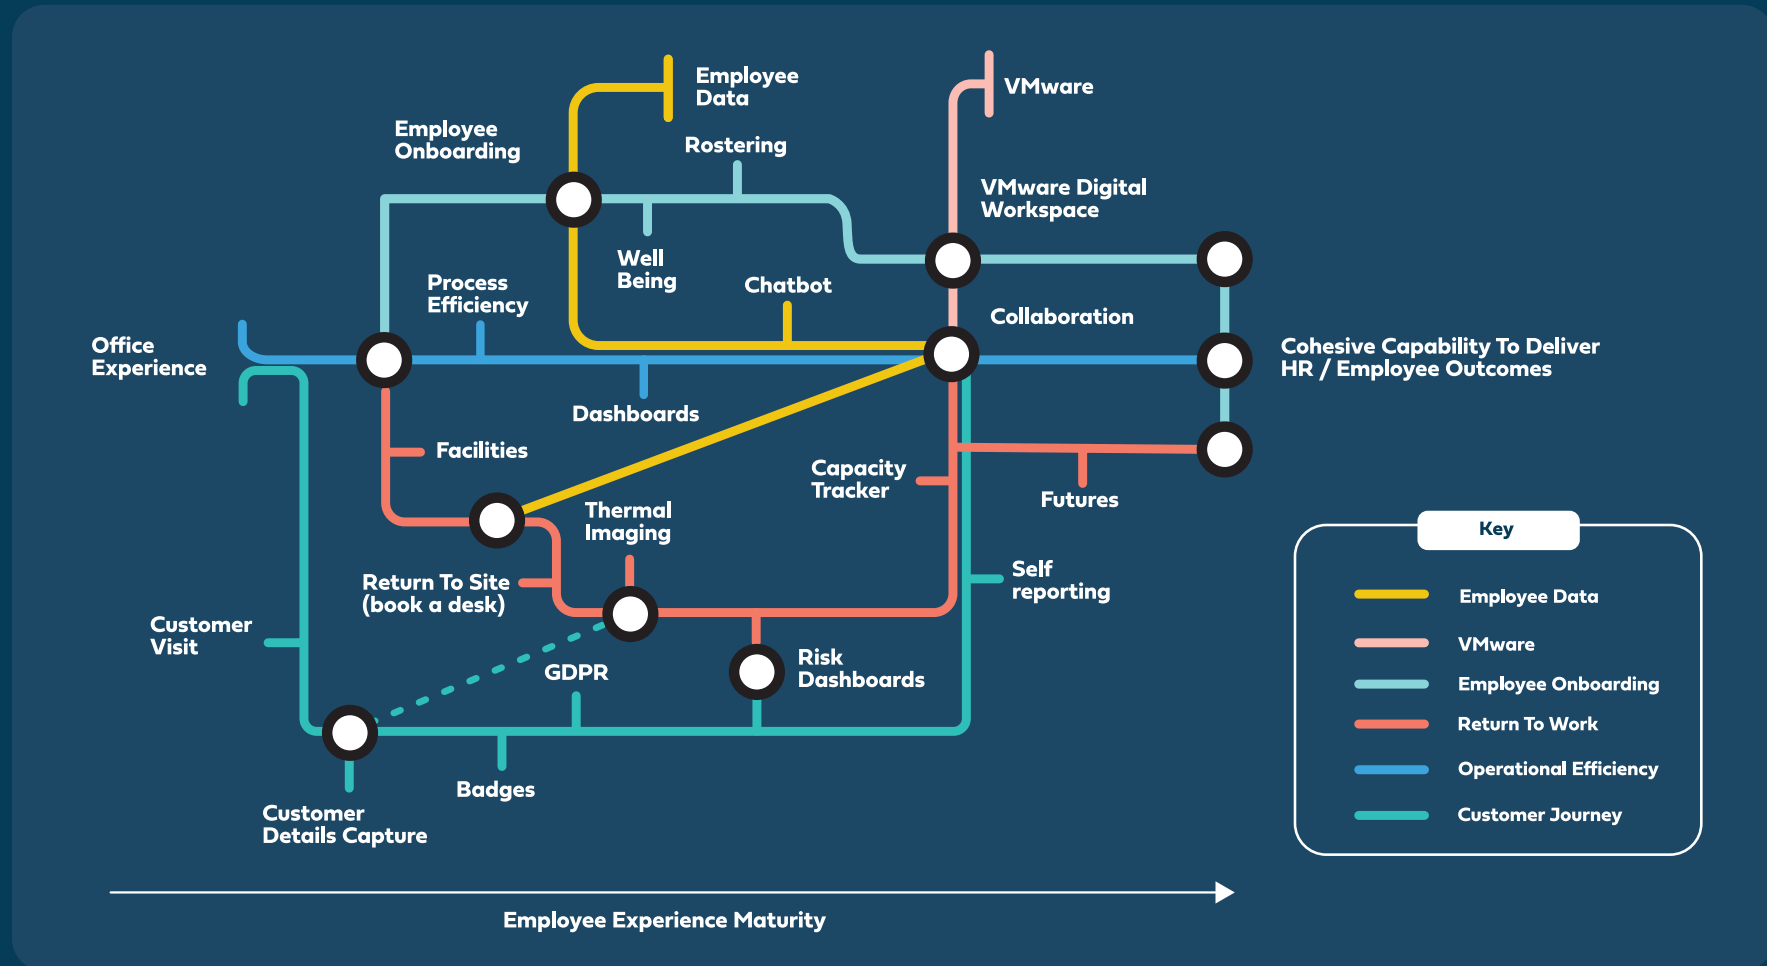 Employee
Data
VMware
Employee
Onboarding
Rostering
VMware Digital
Workspace
Well
Being
Process
Efficiency
Chatbot
Collaboration
Office
Experience
Cohesive Capability To Deliver
HR / Employee Outcomes
Dashboards
Facilities
Capacity
Tracker
Futures
Thermal
Imaging
Return To Site
(book a desk)
Self
reporting
Customer
Visit
GDPR
Risk
Dashboards
Badges
Customer
Details Capture
Key
Employee Data
VMware
Employee Onboarding
Return To Work
Operational Efficiency
Customer Journey
Employee Experience Maturity